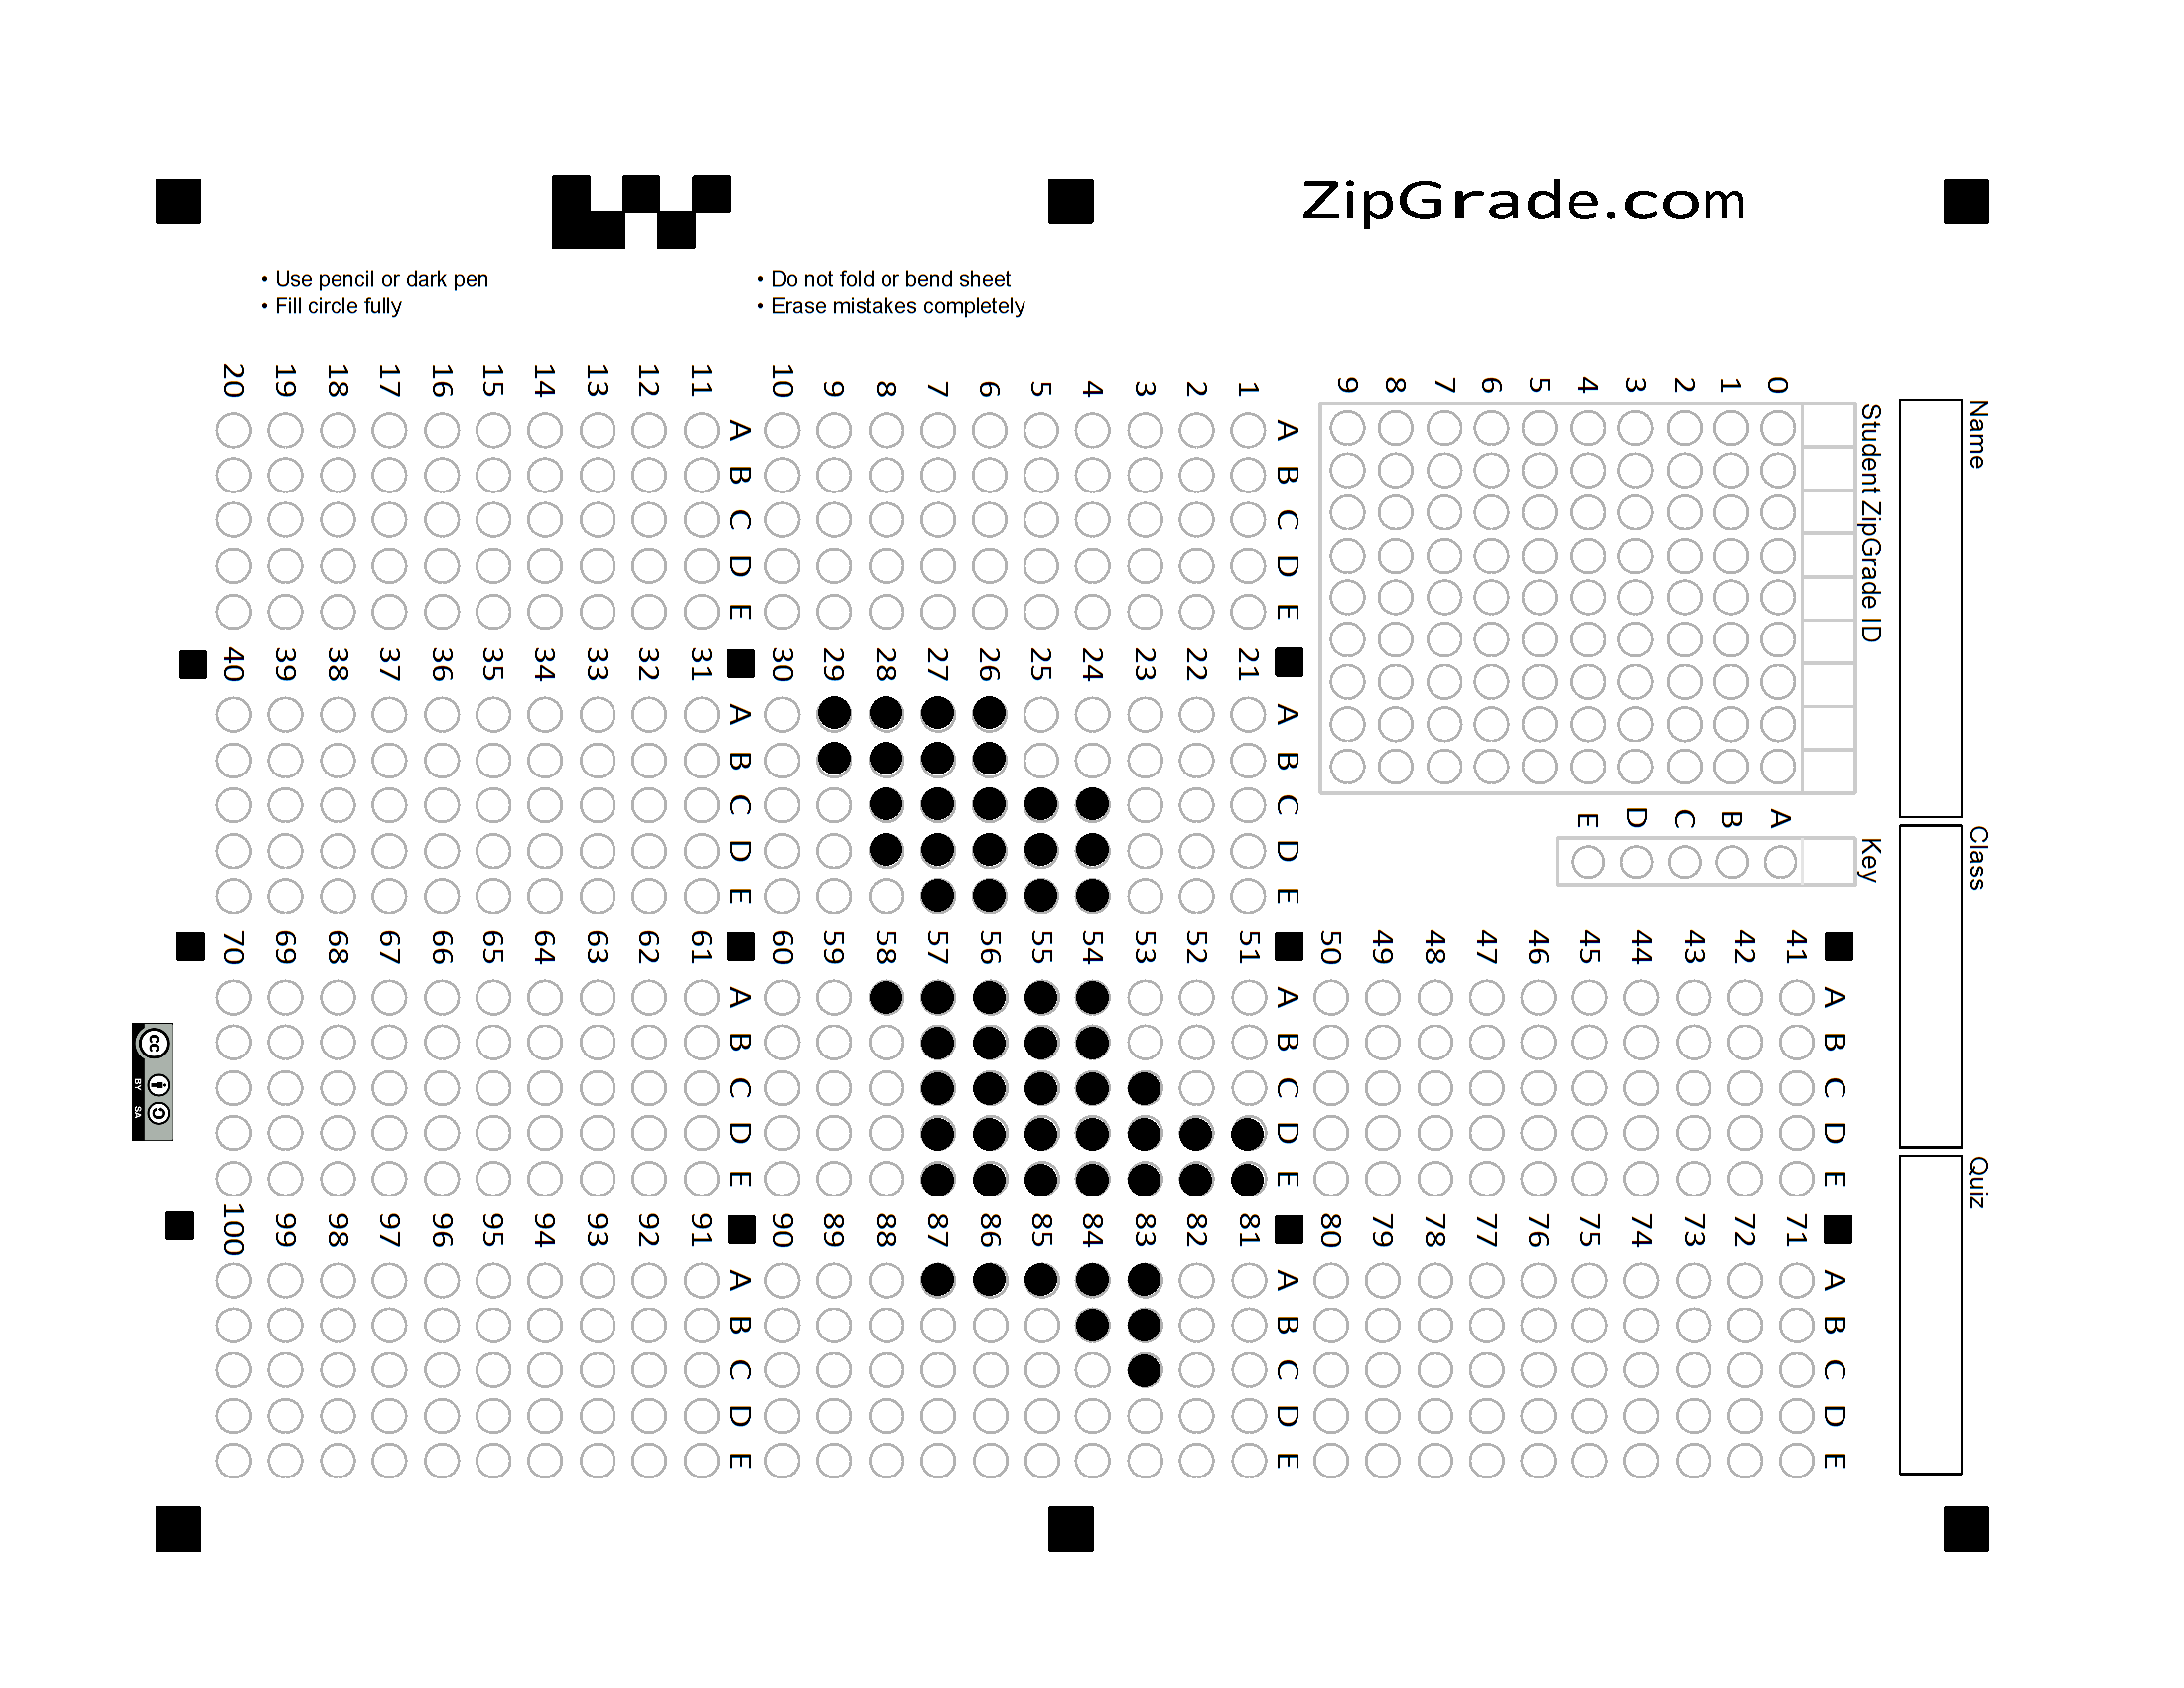 ZipGrade.com
• Use pencil or dark pen
• Fill circle fully
• Do not fold or bend sheet
• Erase mistakes completely
Name
Class
Quiz
Student ZipGrade ID
0 1 2 3 4 5 6 7 8 9
Key
A B C D E
1 2 3 4 5 6 7 8 9 10
A B C D E
11 12 13 14 15 16 17 18 19 20
A B C D E
21 22 23 24 25 26 27 28 29 30
A B C D E
31 32 33 34 35 36 37 38 39 40
A B C D E
41 42 43 44 45 46 47 48 49 50
A B C D E
51 52 53 54 55 56 57 58 59 60
A B C D E
61 62 63 64 65 66 67 68 69 70
A B C D E
71 72 73 74 75 76 77 78 79 80
A B C D E
81 82 83 84 85 86 87 88 89 90
A B C D E
91 92 93 94 95 96 97 98 99 100
A B C D E
cc
BY SA